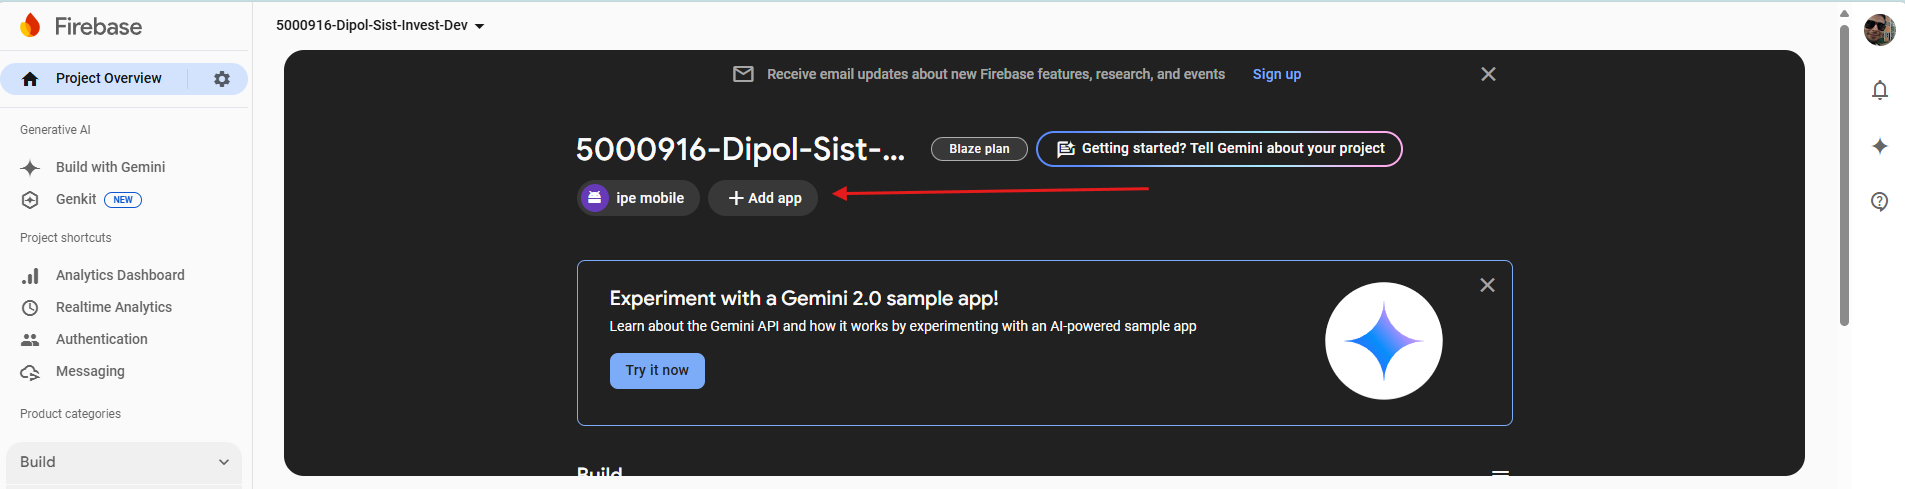 Firebase
5000916-Dipol-Sist-Invest-Dev
Project Overview
Generative AI
Build with Gemini
Genkit NEW
Project shortcuts
Analytics Dashboard
Realtime Analytics
Authentication
Messaging
Product categories
Build
Receive email updates about new Firebase features, research, and events Sign up
5000916-Dipol-Sist-... Blaze plan Getting started? Tell Gemini about your project
ipe mobile + Add app
Experiment with a Gemini 2.0 sample app!
Learn about the Gemini API and how it works by experimenting with an AI-powered sample app
Try it now
Build